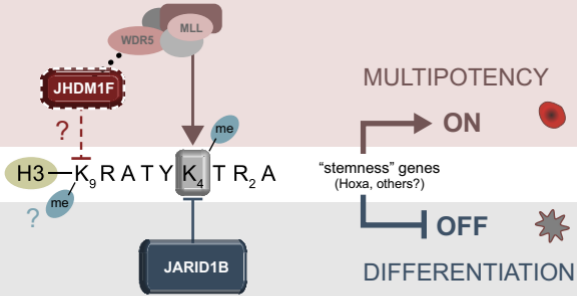 MLL
WDR5
JHDM1F
MULTIPOTENCY
?
me
ON
H3 K9 R A T Y K4 T R2 A
"stemness" genes
(Hoxa, others?)
me
?
OFF
JARID1B
DIFFERENTIATION